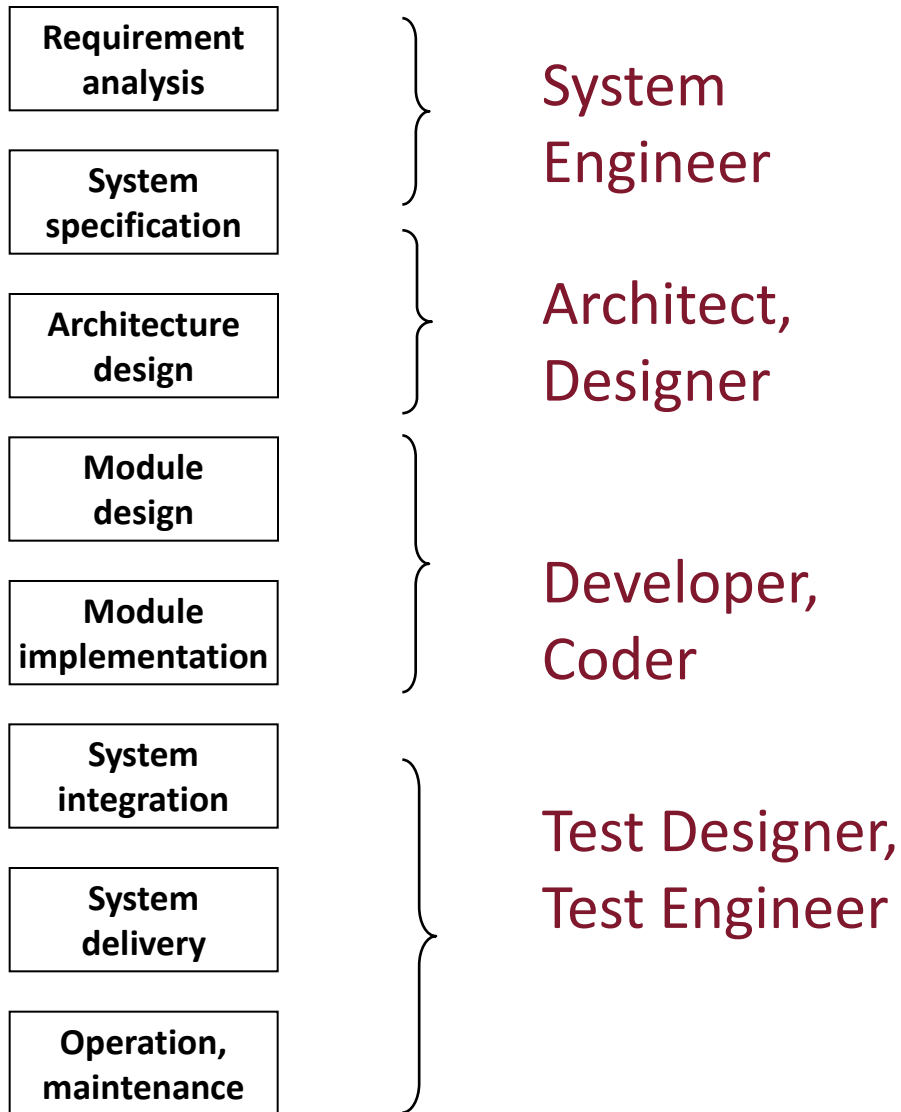 Requirement
analysis
System
Engineer
System
specification
Architecture
design
Architect,
Designer
Module
design
Module
implementation
Developer,
Coder
System
integration
System
delivery
Test Designer,
Test Engineer
Operation,
maintenance